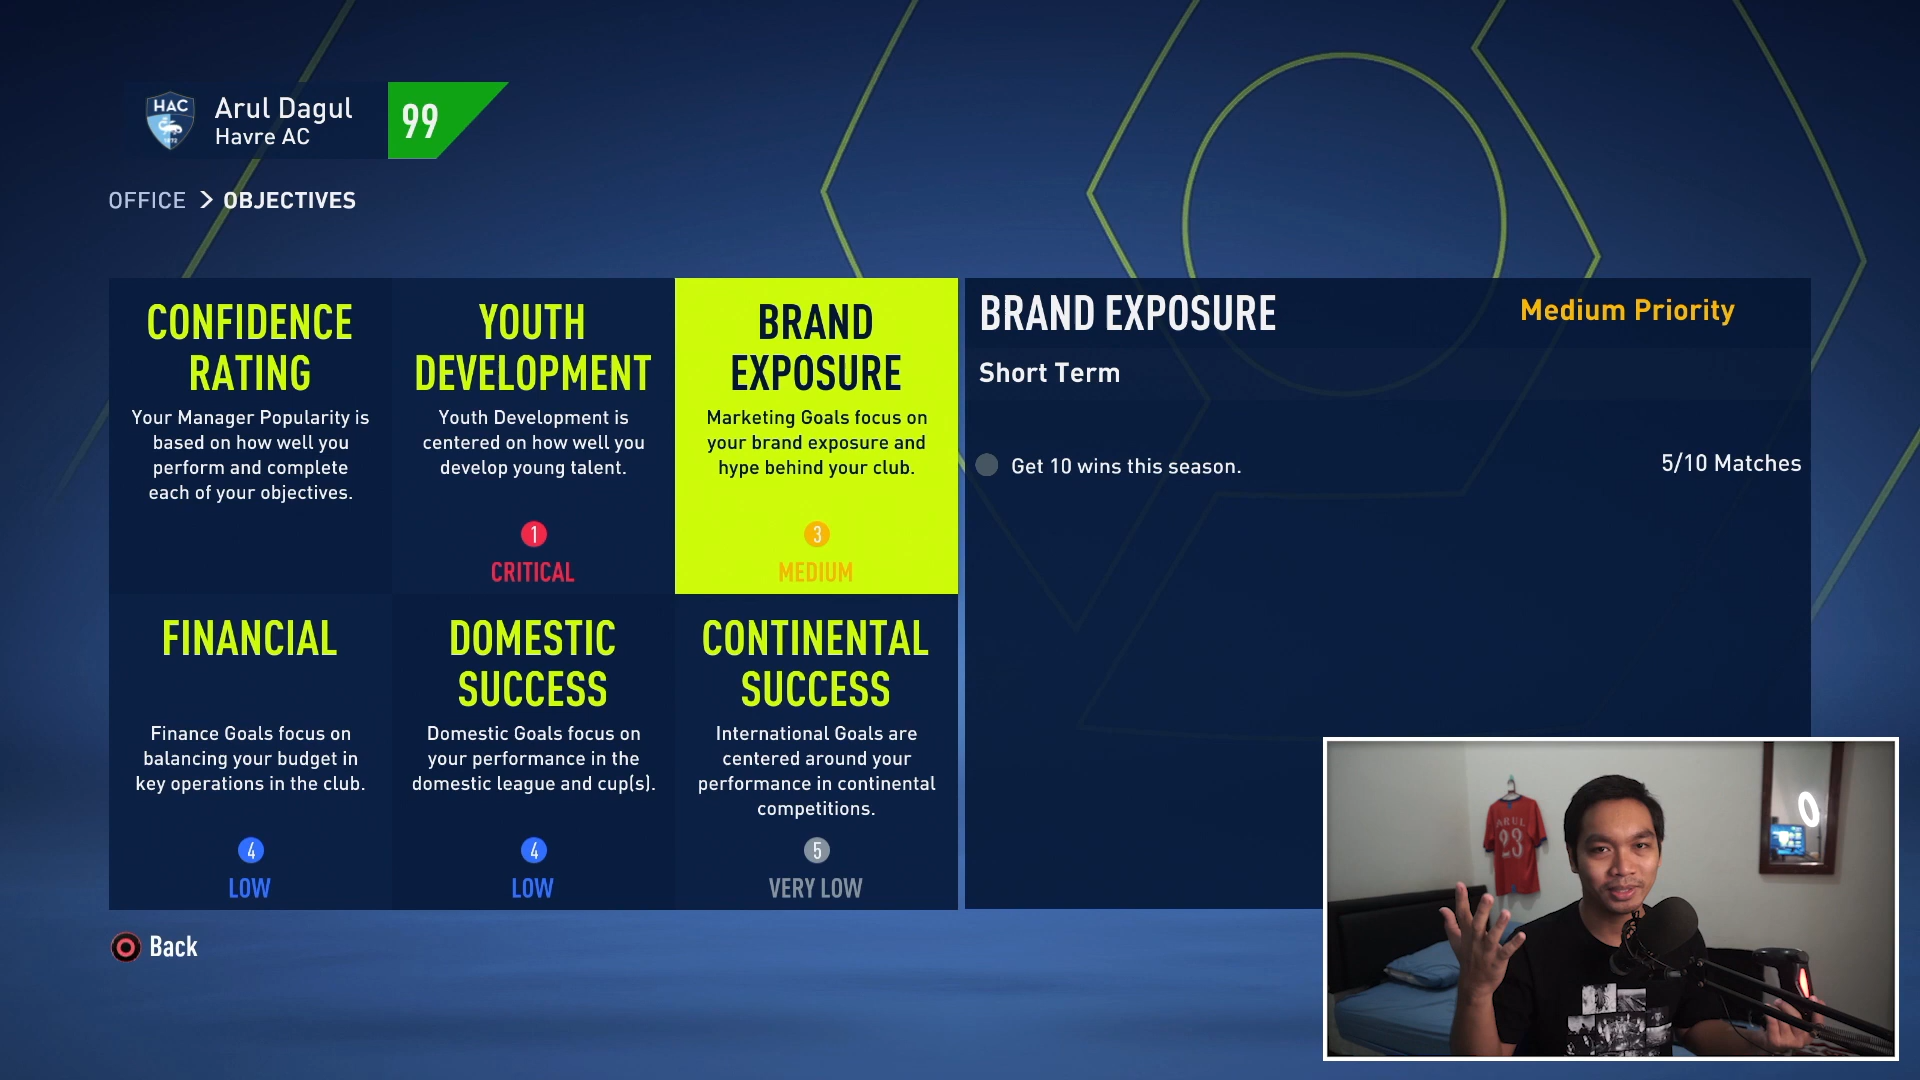 HAC
Arul Dagul
Havre AC
99
OFFICE > OBJECTIVES
CONFIDENCE
RATING
Your Manager Popularity is
based on how well you
perform and complete
each of your objectives.
YOUTH
DEVELOPMENT
Youth Development is
centered on how well you
develop young talent.
1
CRITICAL
BRAND
EXPOSURE
Marketing Goals focus on
your brand exposure and
hype behind your club.
3
MEDIUM
FINANCIAL
Finance Goals focus on
balancing your budget in
key operations in the club.
4
LOW
DOMESTIC
SUCCESS
Domestic Goals focus on
your performance in the
domestic league and cup(s).
4
LOW
CONTINENTAL
SUCCESS
International Goals are
centered around your
performance in continental
competitions.
5
VERY LOW
BRAND EXPOSURE
Medium Priority
Short Term
Get 10 wins this season.
5/10 Matches
ARUL
23
Back